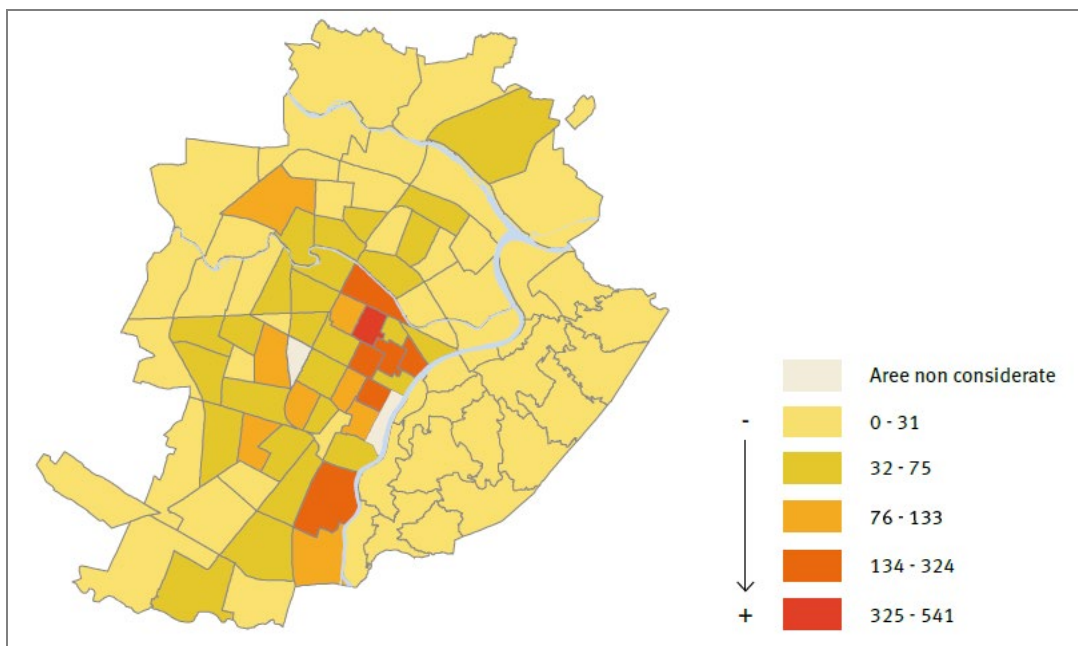 Aree non considerate
-
0 - 31
32 - 75
76 - 133
134 - 324
+
325 - 541